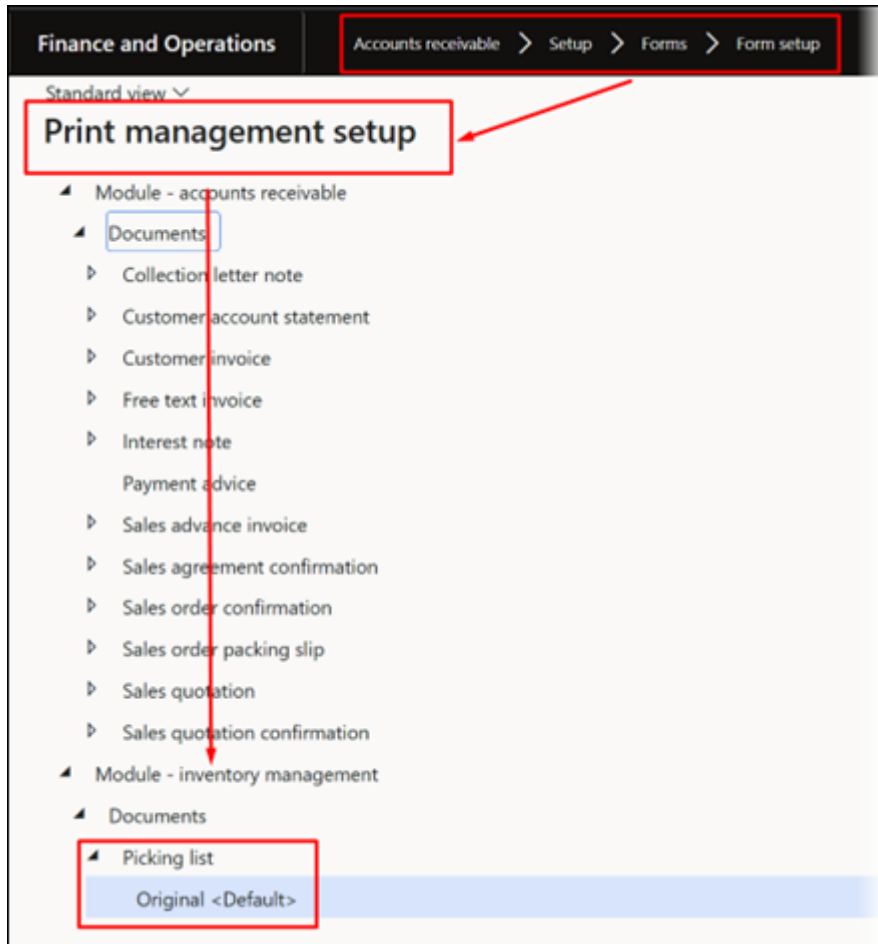 Finance and Operations Accounts receivable > Setup > Forms > Form setup
Standard view
Print management setup
Module - accounts receivable
Documents
Collection letter note
Customer account statement
Customer invoice
Free text invoice
Interest note
Payment advice
Sales advance invoice
Sales agreement confirmation
Sales order confirmation
Sales order packing slip
Sales quotation
Sales quotation confirmation
Module - inventory management
Documents
Picking list
Original <Default>